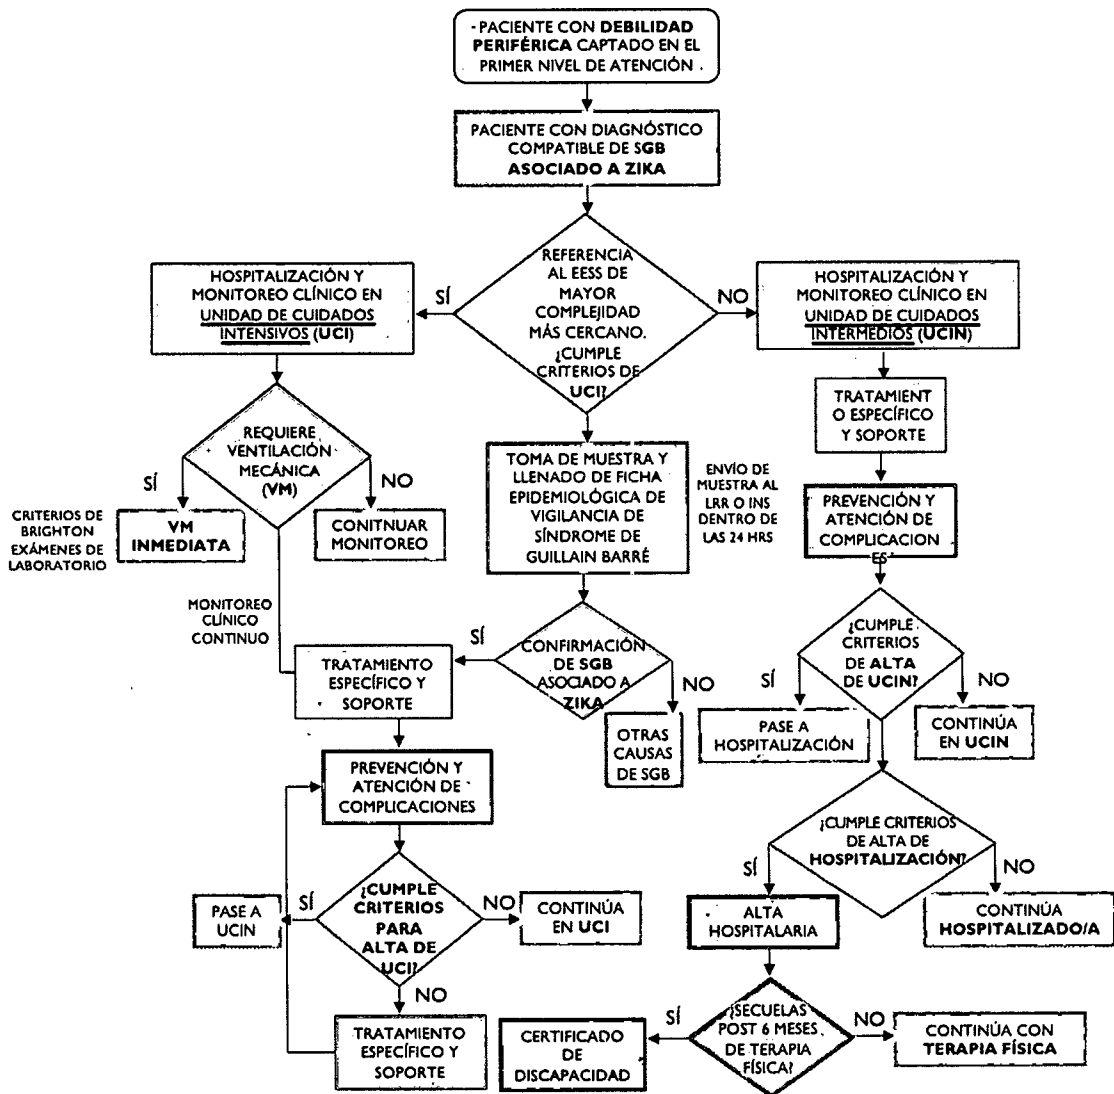 - PACIENTE CON DEBILIDAD
PERIFÉRICA CAPTADO EN EL
PRIMER NIVEL DE ATENCIÓN .
PACIENTE CON DIAGNÓSTICO
COMPATIBLE DE SGB
ASOCIADO A ZIKA
REFERENCIA
AL EESS DE
MAYOR
COMPLEJIDAD
MÁS CERCANO.
¿CUMPLE
CRITERIOS DE
UCI?
SÍ
NO
HOSPITALIZACIÓN Y
MONITOREO CLÍNICO EN
UNIDAD DE CUIDADOS
INTENSIVOS (UCI)
HOSPITALIZACIÓN Y
MONITOREO CLÍNICO EN
UNIDAD DE CUIDADOS
INTERMEDIOS (UCIN)
REQUIERE
VENTILACIÓN
MECÁNICA
(VM)
SÍ
NO
CRITERIOS DE
BRIGHTON
EXÁMENES DE
LABORATORIO
VM
INMEDIATA
CONITNUAR
MONITOREO
MONITOREO
CLÍNICO
CONTINUO
TOMA DE MUESTRA Y
LLENADO DE FICHA
EPIDEMIOLÓGICA DE
VIGILANCIA DE
SÍNDROME DE
GUILLAIN BARRÉ
ENVÍO DE
MUESTRA AL
LRR O INS
DENTRO DE
LAS 24 HRS
TRATAMIENT
O ESPECÍFICO
Y SOPORTE
PREVENCIÓN Y
ATENCIÓN DE
COMPLICACION
ES
CONFIRMACIÓN
DE SGB
ASOCIADO A
ZIKA
SÍ
NO
OTRAS
CAUSAS
DE SGB
TRATAMIENTO
ESPECÍFICO Y
SOPORTE
¿CUMPLE
CRITERIOS
DE ALTA
DE UCIN?
SÍ
NO
PASE A
HOSPITALIZACIÓN
CONTINÚA
EN UCIN
PREVENCIÓN Y
ATENCIÓN DE
COMPLICACIONES
¿CUMPLE CRITERIOS
DE ALTA DE
HOSPITALIZACIÓN?
SÍ
NO
ALTA
HOSPITALARIA
CONTINÚA
HOSPITALIZADO/A
¿CUMPLE
CRITERIOS
PARA
ALTA DE
UCI?
SÍ
NO
PASE A
UCIN
CONTINÚA
EN UCI
NO
TRATAMIENTO
ESPECÍFICO Y
SOPORTE
¿SECUELAS
POST 6 MESES
DE TERAPIA
FÍSICA?
SÍ
NO
CERTIFICADO
DE
DISCAPACIDAD
CONTINÚA CON
TERAPIA FÍSICA